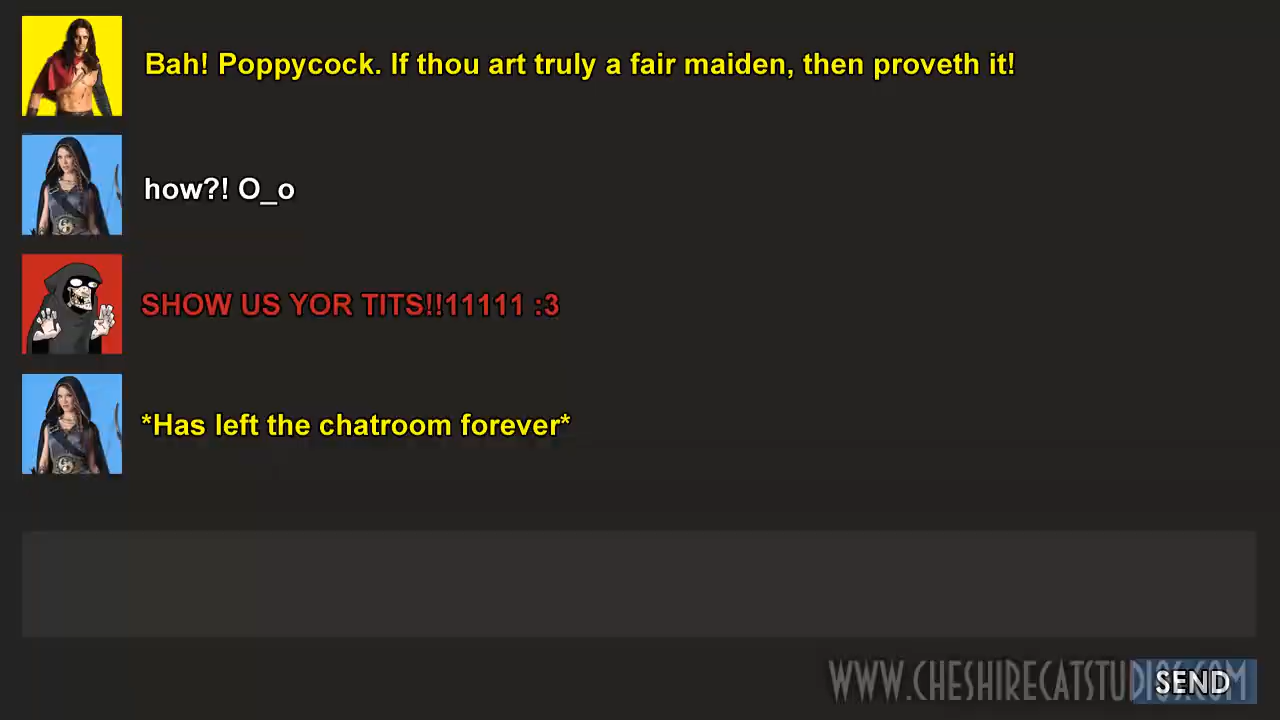 Bah! Poppycock. If thou art truly a fair maiden, then proveth it!
how?! O_o
SHOW US YOR TITS!!11111 :3
*Has left the chatroom forever*
WWW.CHESHIRECATSTUDIOS.COM
SEND